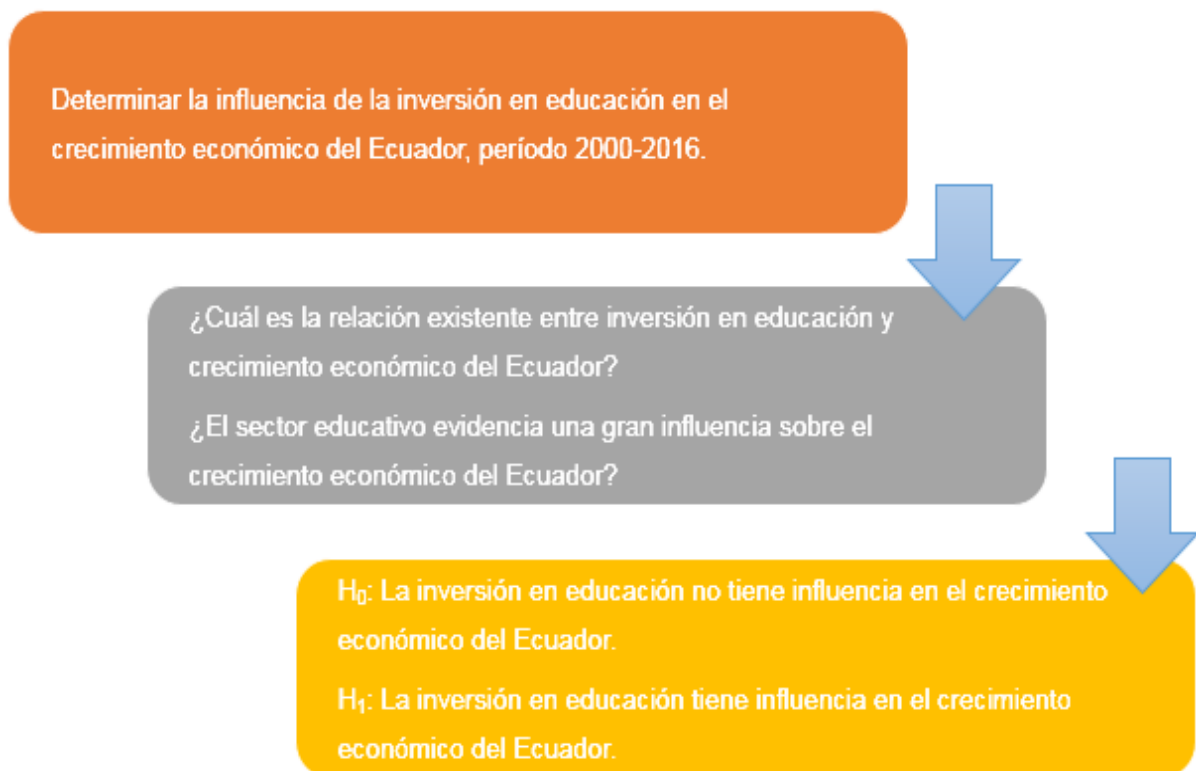 Determinar la influencia de la inversión en educación en el
crecimiento económico del Ecuador, período 2000-2016.
¿Cuál es la relación existente entre inversión en educación y
crecimiento económico del Ecuador?
¿El sector educativo evidencia una gran influencia sobre el
crecimiento económico del Ecuador?
H₀: La inversión en educación no tiene influencia en el crecimiento
económico del Ecuador.
H₁: La inversión en educación tiene influencia en el crecimiento
económico del Ecuador.